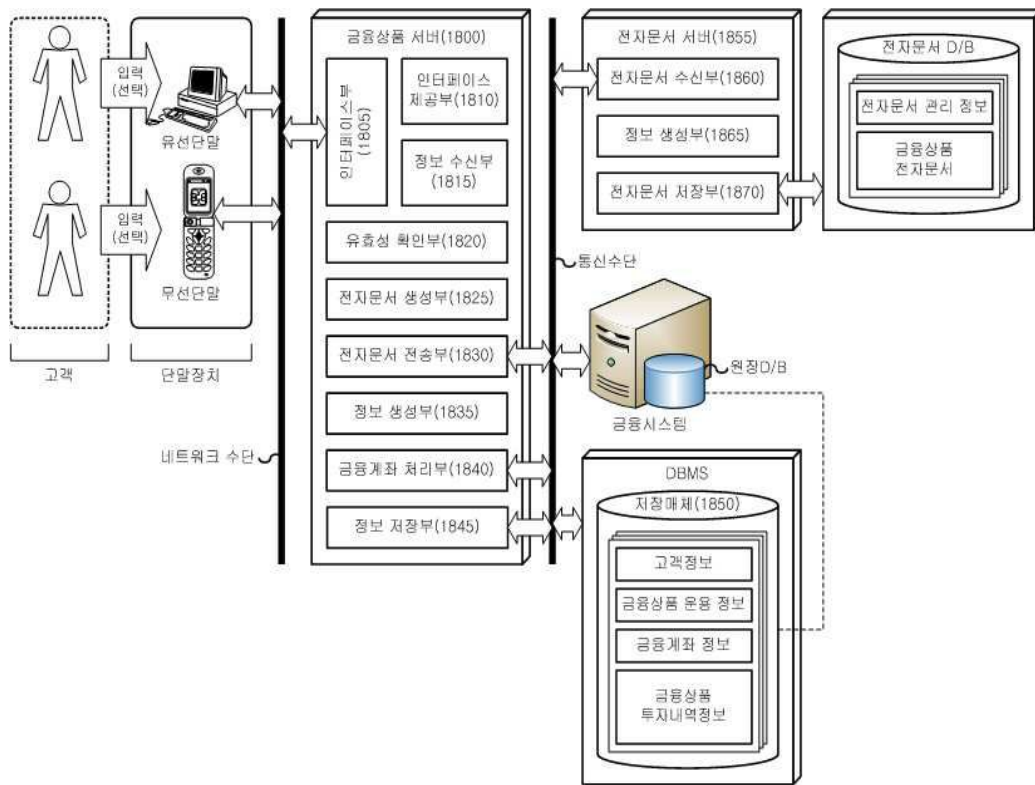 입력
(선택)
유선단말
입력
(선택)
무선단말
고객
단말장치
네트워크 수단
금융상품 서버(1800)
인터페이스부
(1805)
인터페이스
제공부(1810)
정보 수신부
(1815)
유효성 확인부(1820)
전자문서 생성부(1825)
전자문서 전송부(1830)
정보 생성부(1835)
금융계좌 처리부(1840)
정보 저장부(1845)
통신수단
전자문서 서버(1855)
전자문서 수신부(1860)
정보 생성부(1865)
전자문서 저장부(1870)
전자문서 D/B
전자문서 관리 정보
금융상품
전자문서
원장D/B
금융시스템
DBMS
저장매체(1850)
고객정보
금융상품 운용 정보
금융계좌 정보
금융상품
투자내역정보